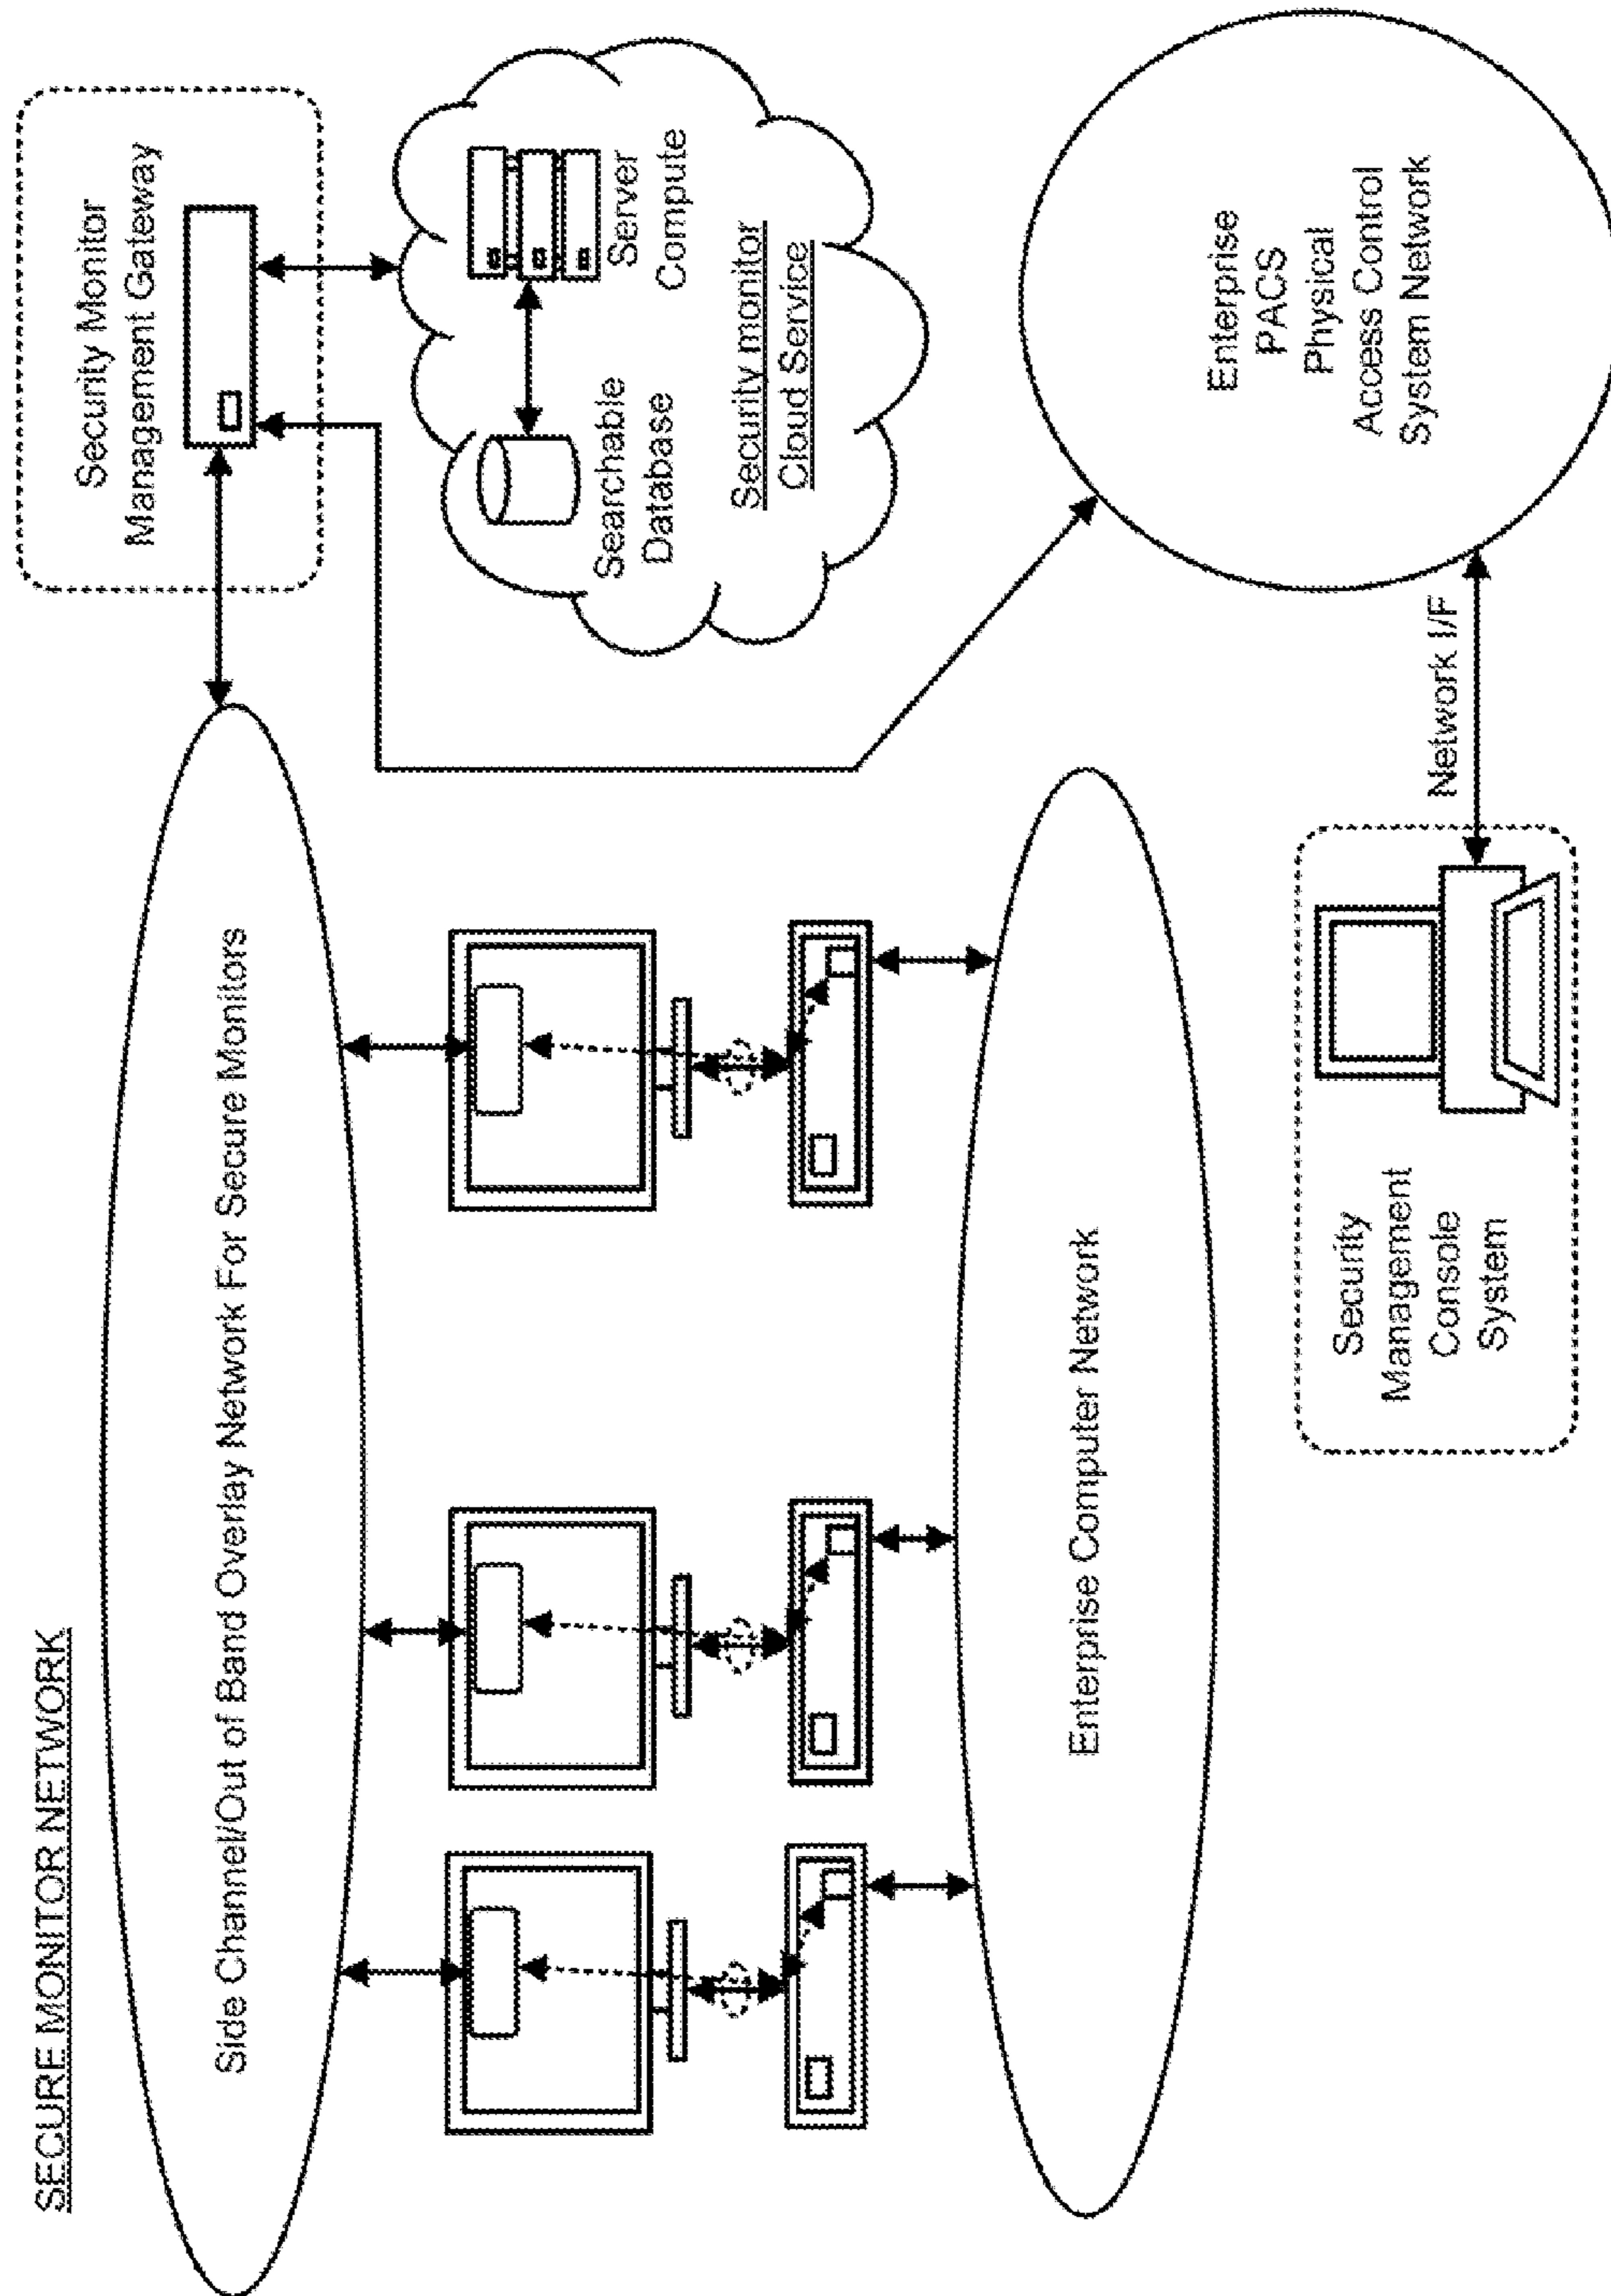 SECURE MONITOR NETWORK
Side Channel/Out of Band Overlay Network For Secure Monitors
Security Monitor
Management Gateway
Searchable
Database
Server
Compute
Security monitor
Cloud Service
Enterprise Computer Network
Security
Management
Console
System
Network I/F
Enterprise
PACS
Physical
Access Control
System Network